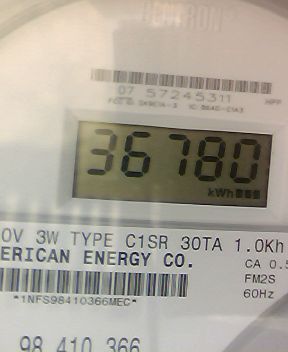 07 57245311
36780
kWh
0V 3W TYPE C1SR 30TA 1.0Kh
ERICAN ENERGY CO.
CA 0.5
FM2S
*1NFS98410366MEC*
60Hz
98 410 366